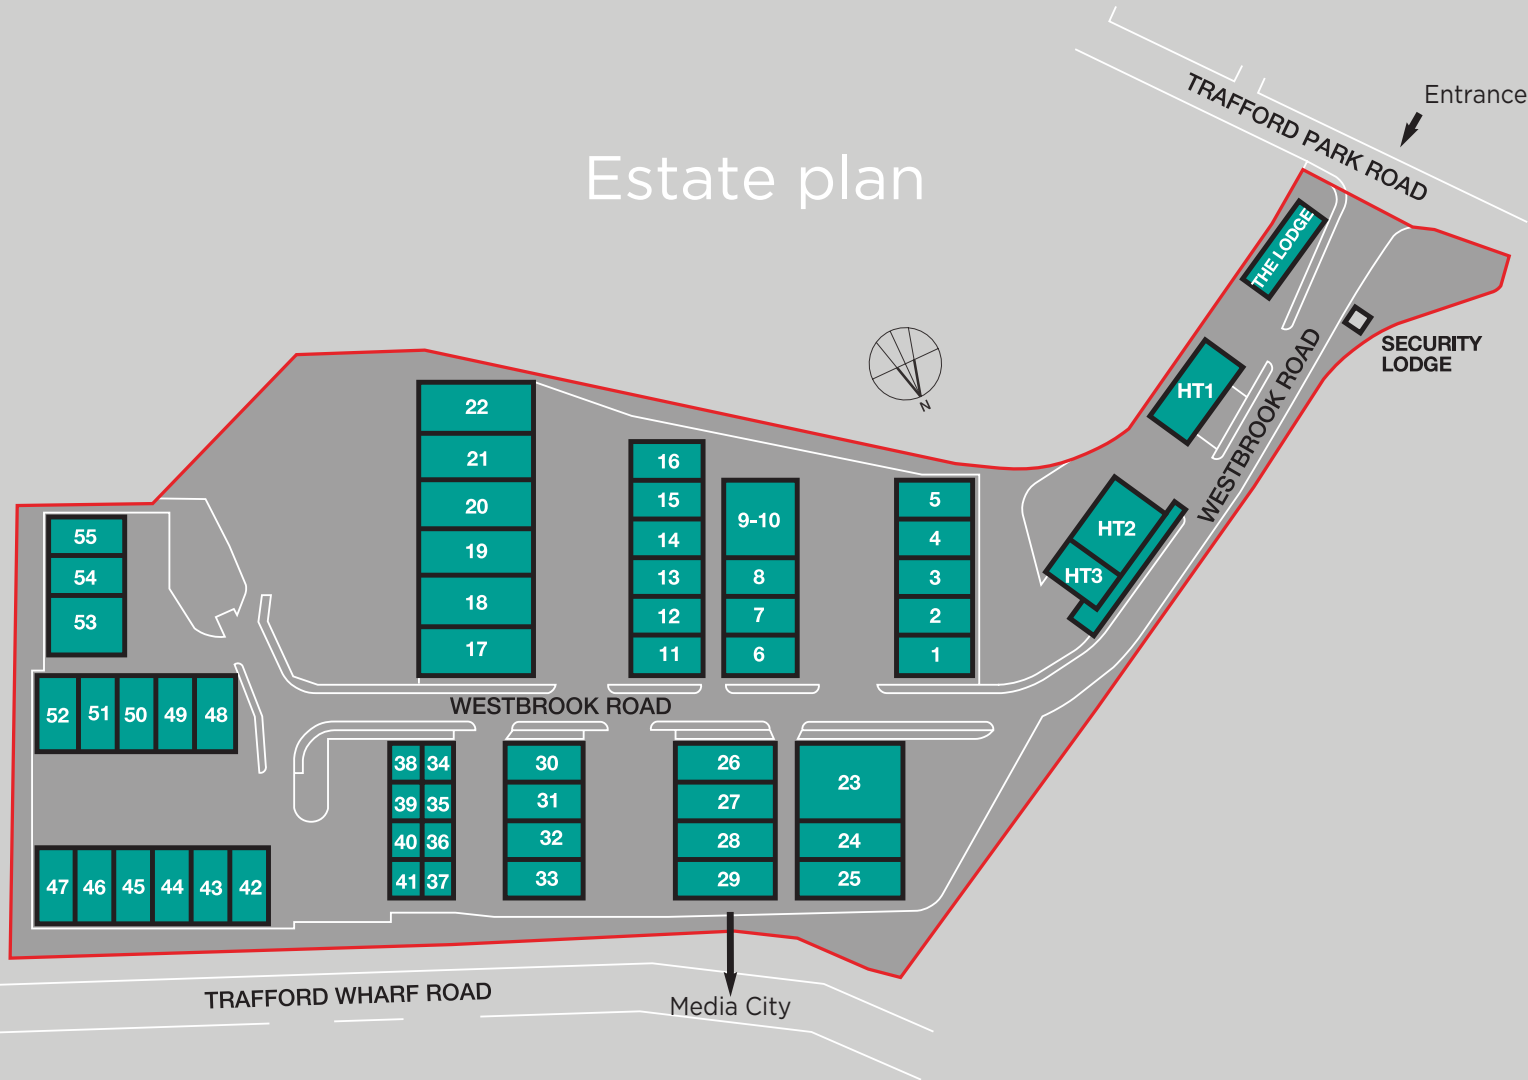 Estate plan
TRAFFORD PARK ROAD
Entrance
THE LODGE
SECURITY
LODGE
WESTBROOK ROAD
HT1
HT2
HT3
N
22
21
20
19
18
17
16
15
14
13
12
11
9-10
8
7
6
5
4
3
2
1
55
54
53
52 51 50 49 48
WESTBROOK ROAD
38 34
39 35
40 36
41 37
30
31
32
33
26
27
28
29
23
24
25
47 46 45 44 43 42
TRAFFORD WHARF ROAD
Media City